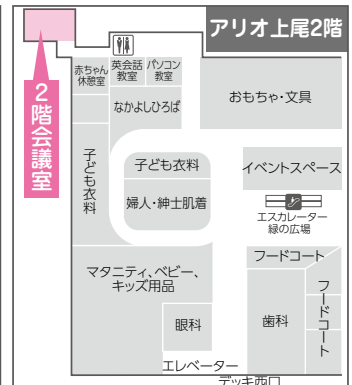 アリオ上尾2階
2階会議室
赤ちゃん
休憩室
英会話
教室
パソコン
教室
なかよしひろば
おもちゃ・文具
子ども衣料
子ども衣料
婦人・紳士肌着
イベントスペース
エスカレーター
緑の広場
マタニティ、ベビー、
キッズ用品
フードコート
フードコート
眼科
歯科
エレベーター
デッキ西口